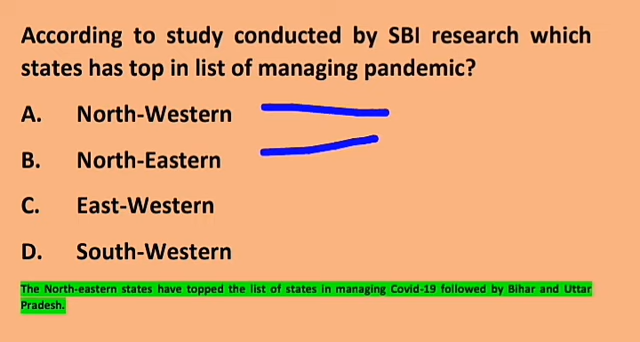 According to study conducted by SBI research which
states has top in list of managing pandemic?
A. North-Western
B. North-Eastern
C. East-Western
D. South-Western
The North-eastern states have topped the list of states in managing Covid-19 followed by Bihar and Uttar
Pradesh.